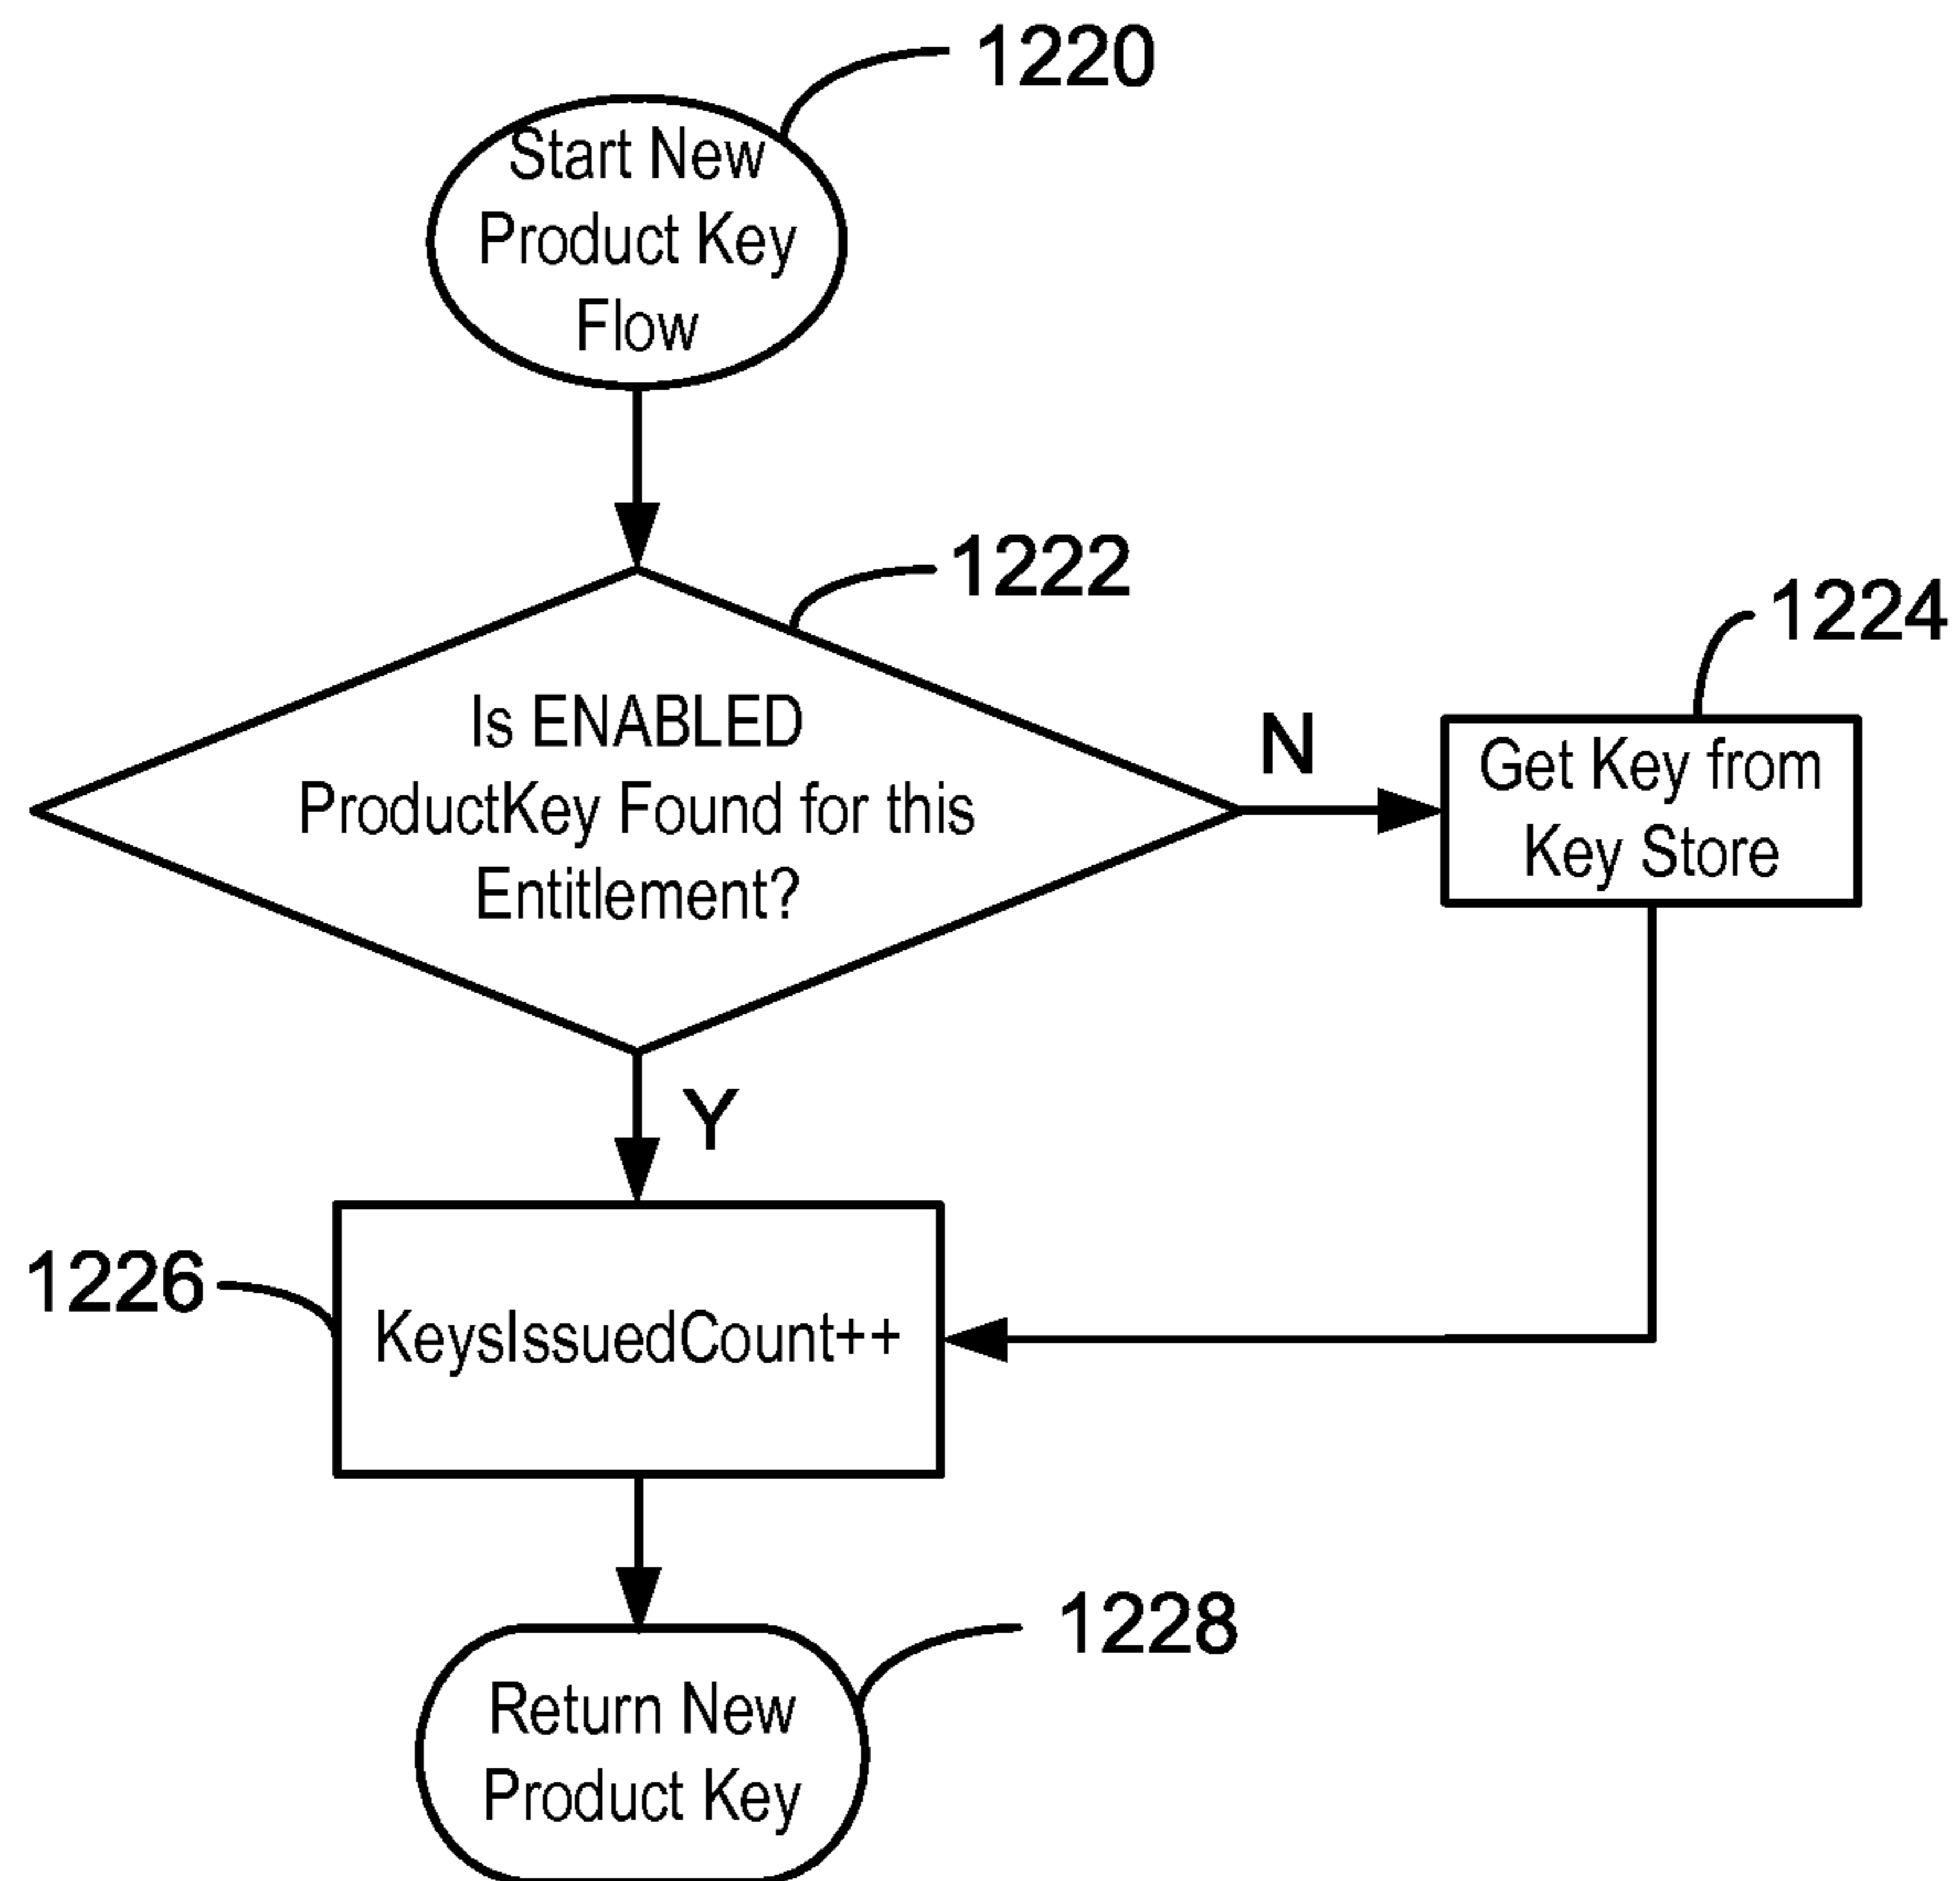 1220
Start New
Product Key
Flow
1222
Is ENABLED
ProductKey Found for this
Entitlement?
N
1224
Get Key from
Key Store
Y
1226
KeysIssuedCount++
1228
Return New
Product Key